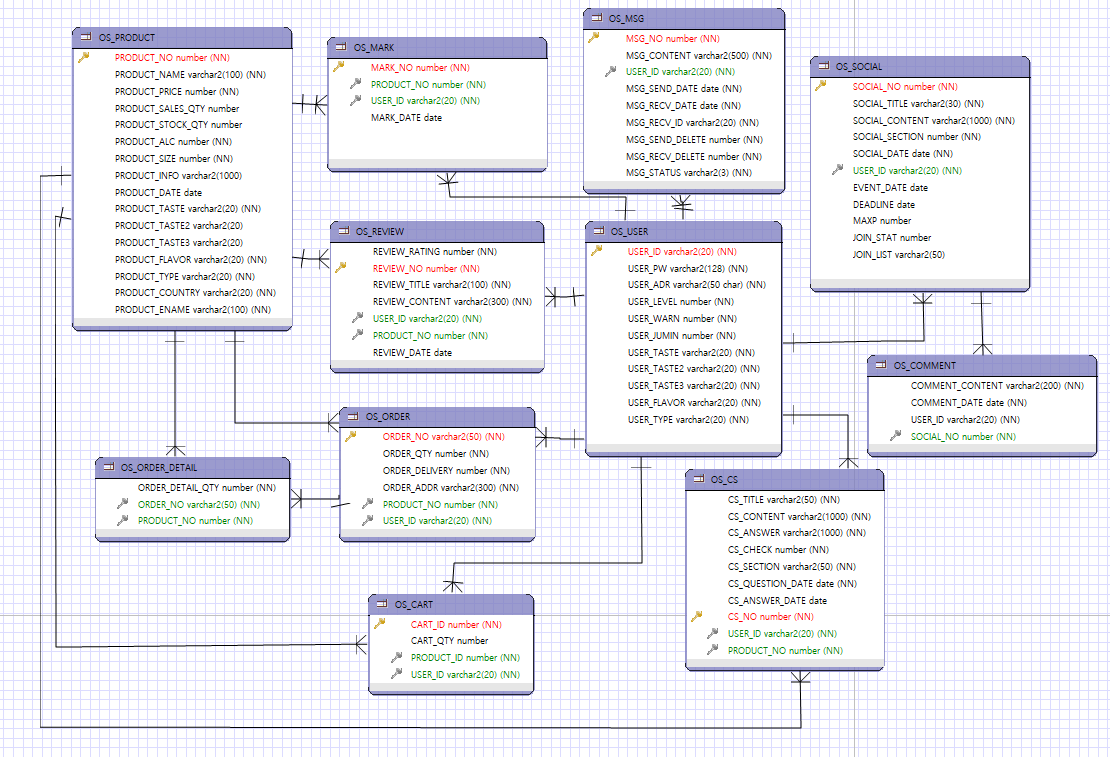 OS_PRODUCT
PRODUCT_NO number (NN)
PRODUCT_NAME varchar2(100) (NN)
PRODUCT_PRICE number (NN)
PRODUCT_SALES_QTY number
PRODUCT_STOCK_QTY number
PRODUCT_ALC number (NN)
PRODUCT_SIZE number (NN)
PRODUCT_INFO varchar2(1000)
PRODUCT_DATE date
PRODUCT_TASTE varchar2(20) (NN)
PRODUCT_TASTE2 varchar2(20)
PRODUCT_TASTE3 varchar2(20)
PRODUCT_FLAVOR varchar2(20) (NN)
PRODUCT_TYPE varchar2(20) (NN)
PRODUCT_COUNTRY varchar2(20) (NN)
PRODUCT_ENAME varchar2(100) (NN)
OS_MARK
MARK_NO number (NN)
PRODUCT_NO number (NN)
USER_ID varchar2(20) (NN)
MARK_DATE date
OS_MSG
MSG_NO number (NN)
MSG_CONTENT varchar2(500) (NN)
USER_ID varchar2(20) (NN)
MSG_SEND_DATE date (NN)
MSG_RECV_DATE date (NN)
MSG_RECV_ID varchar2(20) (NN)
MSG_SEND_DELETE number (NN)
MSG_RECV_DELETE number (NN)
MSG_STATUS varchar2(3) (NN)
OS_SOCIAL
SOCIAL_NO number (NN)
SOCIAL_TITLE varchar2(30) (NN)
SOCIAL_CONTENT varchar2(1000) (NN)
SOCIAL_SECTION number (NN)
SOCIAL_DATE date (NN)
USER_ID varchar2(20) (NN)
EVENT_DATE date
DEADLINE date
MAXP number
JOIN_STAT number
JOIN_LIST varchar2(50)
OS_REVIEW
REVIEW_RATING number (NN)
REVIEW_NO number (NN)
REVIEW_TITLE varchar2(100) (NN)
REVIEW_CONTENT varchar2(300) (NN)
USER_ID varchar2(20) (NN)
PRODUCT_NO number (NN)
REVIEW_DATE date
OS_USER
USER_ID varchar2(20) (NN)
USER_PW varchar2(128) (NN)
USER_ADR varchar2(50 char) (NN)
USER_LEVEL number (NN)
USER_WARN number (NN)
USER_JUMIN number (NN)
USER_TASTE varchar2(20) (NN)
USER_TASTE2 varchar2(20) (NN)
USER_TASTE3 varchar2(20) (NN)
USER_FLAVOR varchar2(20) (NN)
USER_TYPE varchar2(20) (NN)
OS_COMMENT
COMMENT_CONTENT varchar2(200) (NN)
COMMENT_DATE date (NN)
USER_ID varchar2(20) (NN)
SOCIAL_NO number (NN)
OS_ORDER_DETAIL
ORDER_DETAIL_QTY number (NN)
ORDER_NO varchar2(50) (NN)
PRODUCT_NO number (NN)
OS_ORDER
ORDER_NO varchar2(50) (NN)
ORDER_QTY number (NN)
ORDER_DELIVERY number (NN)
ORDER_ADDR varchar2(300) (NN)
PRODUCT_NO number (NN)
USER_ID varchar2(20) (NN)
OS_CS
CS_TITLE varchar2(50) (NN)
CS_CONTENT varchar2(1000) (NN)
CS_ANSWER varchar2(1000) (NN)
CS_CHECK number (NN)
CS_SECTION varchar2(50) (NN)
CS_QUESTION_DATE date (NN)
CS_ANSWER_DATE date
CS_NO number (NN)
USER_ID varchar2(20) (NN)
PRODUCT_NO number (NN)
OS_CART
CART_ID number (NN)
CART_QTY number
PRODUCT_ID number (NN)
USER_ID varchar2(20) (NN)